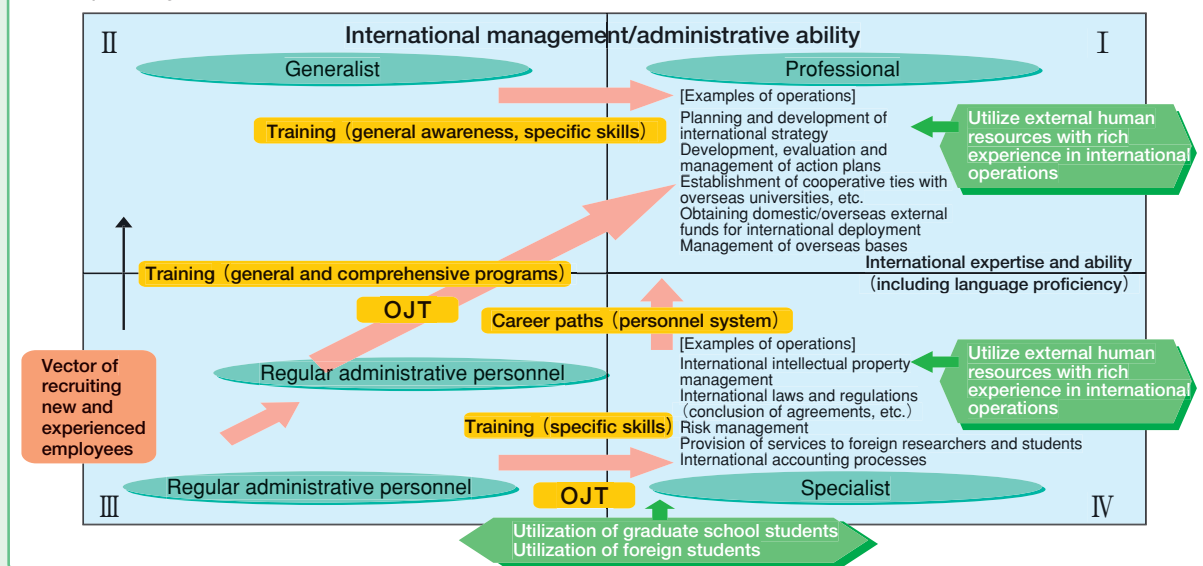 Ⅱ
International management/administrative ability
Ⅰ
Generalist
Professional
[Examples of operations]
Planning and development of
international strategy
Development, evaluation and
management of action plans
Establishment of cooperative ties with
overseas universities, etc.
Obtaining domestic/overseas external
funds for international deployment
Management of overseas bases
Utilize external human
resources with rich
experience in international
operations
Training（general awareness, specific skills）
International expertise and ability
（including language proficiency）
Training（general and comprehensive programs）
OJT
Career paths（personnel system）
[Examples of operations]
International intellectual property
management
International laws and regulations
（conclusion of agreements, etc.）
Risk management
Provision of services to foreign researchers and students
International accounting processes
Utilize external human
resources with rich
experience in international
operations
Vector of
recruiting
new and
experienced
employees
Regular administrative personnel
Training（specific skills）
Regular administrative personnel
OJT
Specialist
Ⅲ
Ⅳ
Utilization of graduate school students
Utilization of foreign students